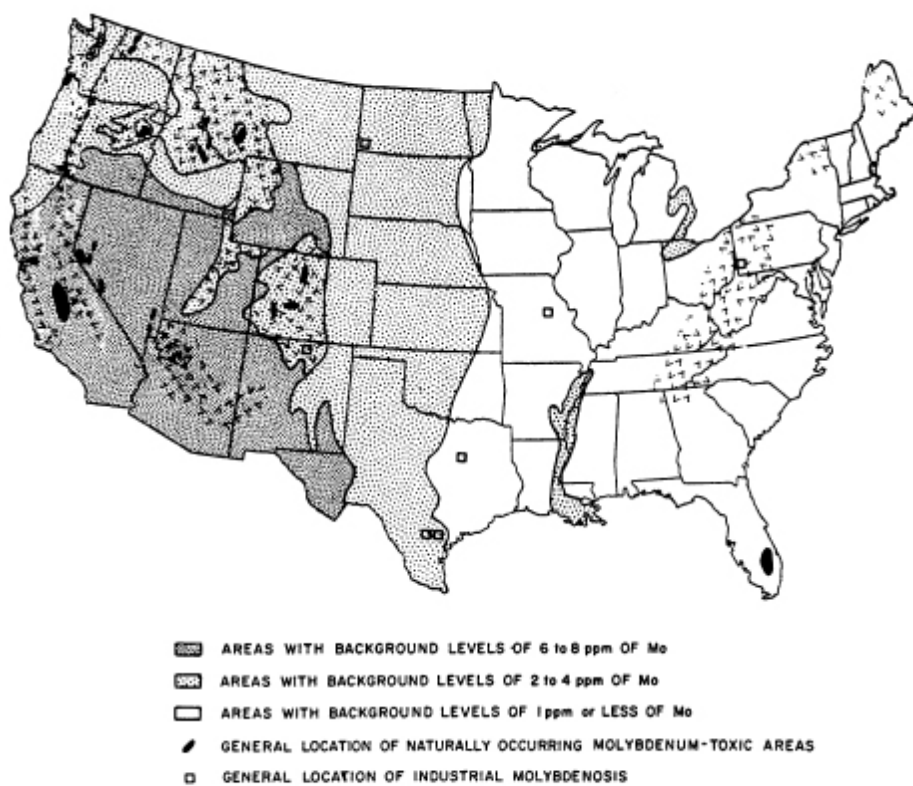 AREAS WITH BACKGROUND LEVELS OF 6 to 8 ppm OF Mo
AREAS WITH BACKGROUND LEVELS OF 2 to 4 ppm OF Mo
AREAS WITH BACKGROUND LEVELS OF 1 ppm or LESS OF Mo
GENERAL LOCATION OF NATURALLY OCCURRING MOLYBDENUM-TOXIC AREAS
GENERAL LOCATION OF INDUSTRIAL MOLYBDENOSIS